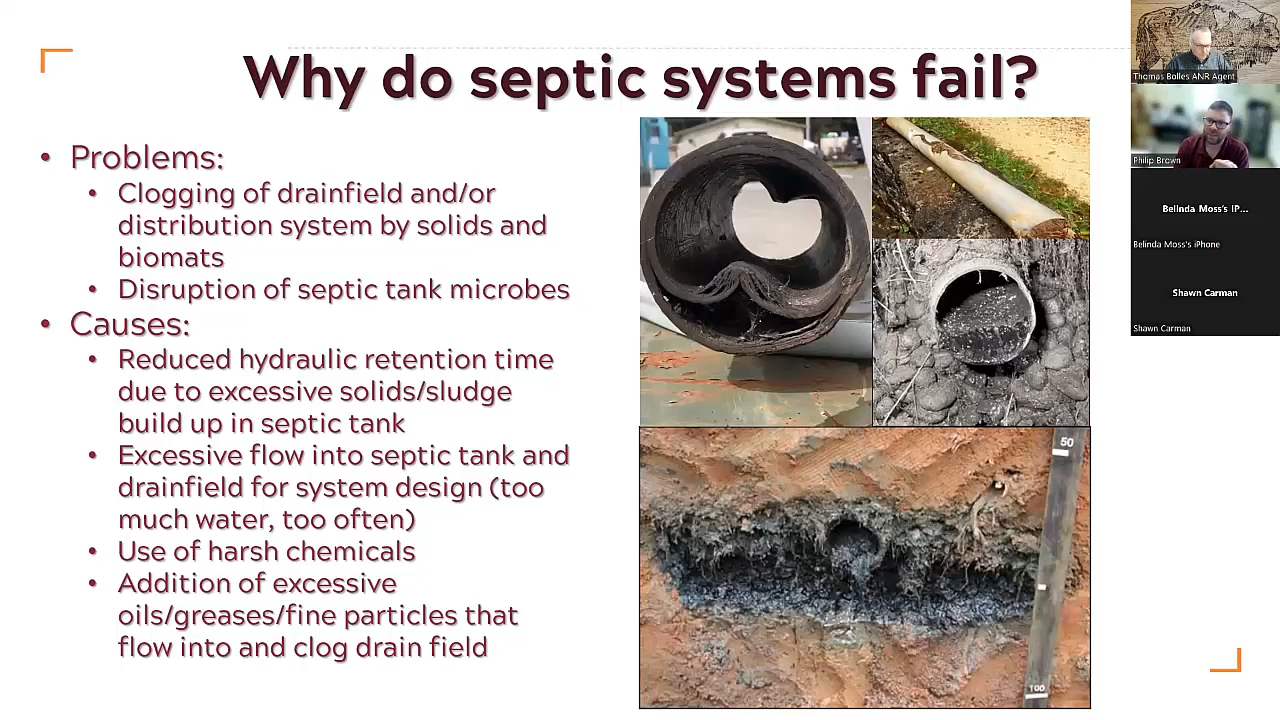 Why do septic systems fail?
• Problems:
• Clogging of drainfield and/or
distribution system by solids and
biomats
• Disruption of septic tank microbes
• Causes:
• Reduced hydraulic retention time
due to excessive solids/sludge
build up in septic tank
• Excessive flow into septic tank and
drainfield for system design (too
much water, too often)
• Use of harsh chemicals
• Addition of excessive
oils/greases/fine particles that
flow into and clog drain field
50
100
Thomas Bolles ANR Agent
Philip Brown
Belinda Moss's iP...
Belinda Moss's iPhone
Shawn Carman
Shawn Carman